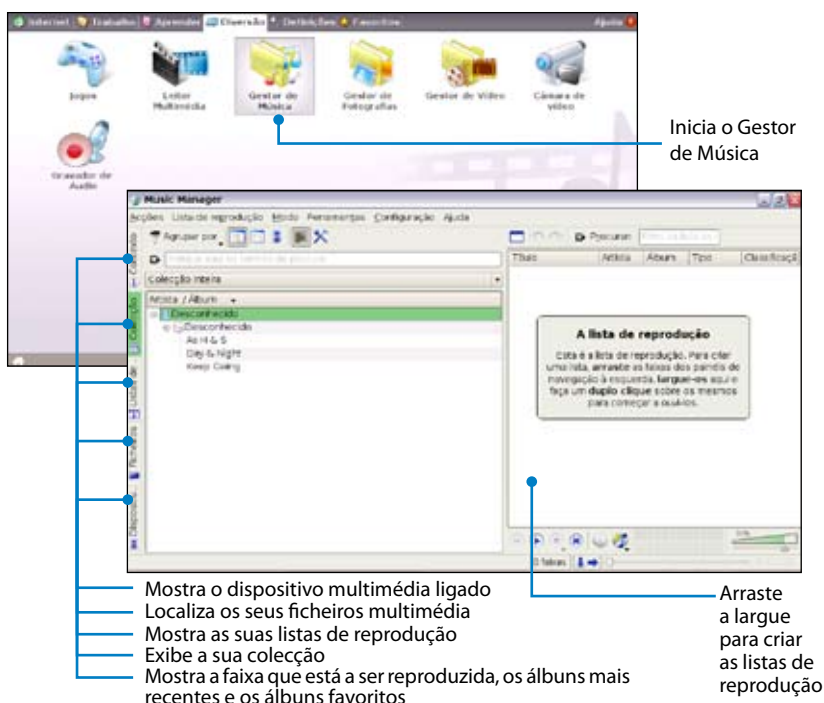 Internet Trabalho Aprender Diversão Definições Favoritos Ajuda
Jogos
Leitor
Multimédia
Gestor de
Música
Gestor de
Fotografias
Gestor de Vídeo
Câmara de
vídeo
Gravador de
Audio
Inicia o Gestor
de Música
Music Manager
Acções Lista de reprodução Modo Ferramentas Configuração Ajuda
Agrupar por
Procurar:
Colecção inteira
Artista / Álbum
Desconhecido
Desconhecido
As H & S
Day & Night
Keep Going
Título Artista Álbum Tipo Classificaçã
A lista de reprodução
Esta é a lista de reprodução. Para criar
uma lista, arraste as faixas dos painéis de
navegação à esquerda, largue-os aqui e
faça um duplo clique sobre os mesmos
para começar a ouvi-los.
Contexto
Colecção
Listas de
Ficheiros
Dispositiv...
faixas
Mostra o dispositivo multimédia ligado
Localiza os seus ficheiros multimédia
Mostra as suas listas de reprodução
Exibe a sua colecção
Mostra a faixa que está a ser reproduzida, os álbuns mais
recentes e os álbuns favoritos
Arraste
a largue
para criar
as listas de
reprodução